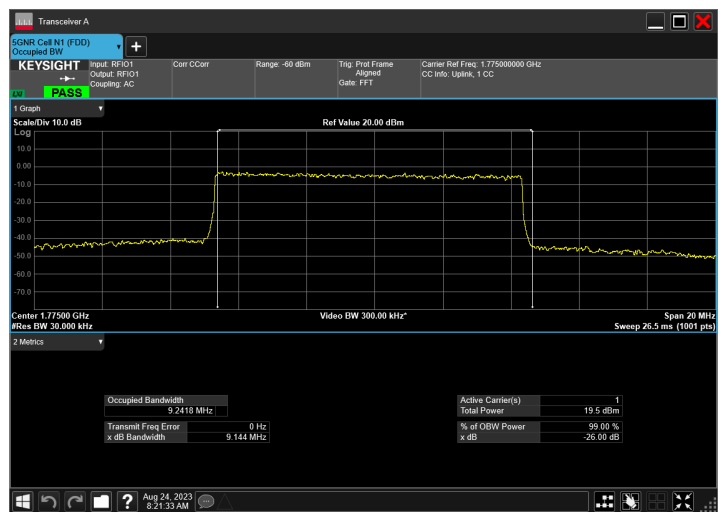 Transceiver A
5GNR Cell N1 (FDD)
Occupied BW
KEYSIGHT
PASS
Input: RFIO1
Output: RFIO1
Coupling: AC
Corr CCorr
Range: -60 dBm
Trig: Prot Frame
Aligned
Gate: FFT
Carrier Ref Freq: 1.775000000 GHz
CC Info: Uplink, 1 CC
1 Graph
Scale/Div 10.0 dB
Ref Value 20.00 dBm
Log
10.0
0.00
-10.0
-20.0
-30.0
-40.0
-50.0
-60.0
-70.0
Center 1.77500 GHz
Video BW 300.00 kHz*
Span 20 MHz
#Res BW 30.000 kHz
Sweep 26.5 ms (1001 pts)
2 Metrics
Occupied Bandwidth
9.2418 MHz
Transmit Freq Error 0 Hz
x dB Bandwidth 9.144 MHz
Active Carrier(s) 1
Total Power 19.5 dBm
% of OBW Power 99.00 %
x dB -26.00 dB
?
Aug 24, 2023
8:21:33 AM